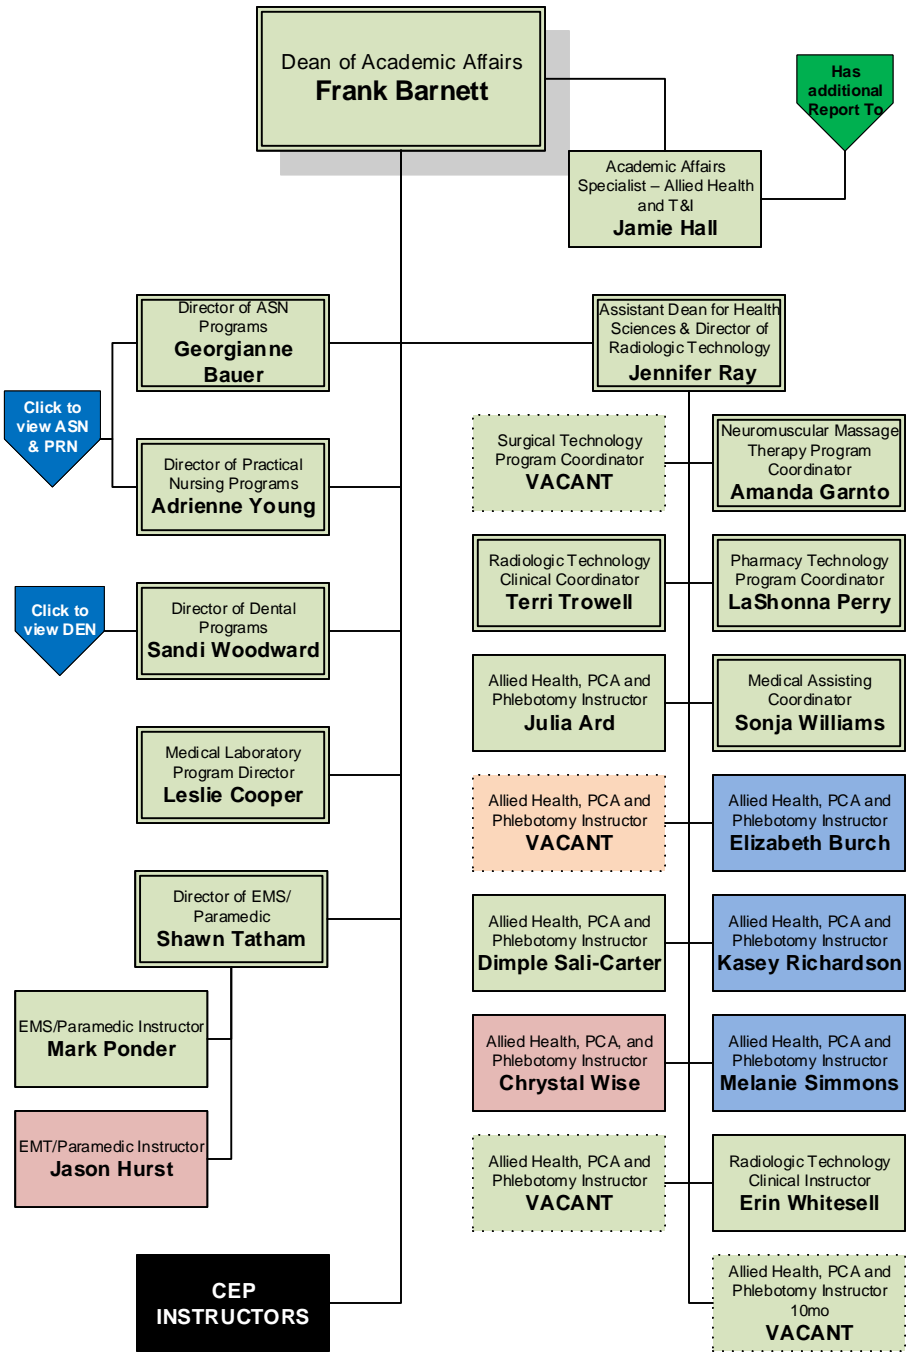 Dean of Academic Affairs
Frank Barnett
Has
additional
Report To
Academic Affairs
Specialist – Allied Health
and T&I
Jamie Hall
Director of ASN
Programs
Georgianne
Bauer
Assistant Dean for Health
Sciences & Director of
Radiologic Technology
Jennifer Ray
Click to
view ASN
& PRN
Director of Practical
Nursing Programs
Adrienne Young
Surgical Technology
Program Coordinator
VACANT
Neuromuscular Massage
Therapy Program
Coordinator
Amanda Garnto
Radiologic Technology
Clinical Coordinator
Terri Trowell
Pharmacy Technology
Program Coordinator
LaShonna Perry
Click to
view DEN
Director of Dental
Programs
Sandi Woodward
Allied Health, PCA and
Phlebotomy Instructor
Julia Ard
Medical Assisting
Coordinator
Sonja Williams
Medical Laboratory
Program Director
Leslie Cooper
Allied Health, PCA and
Phlebotomy Instructor
VACANT
Allied Health, PCA and
Phlebotomy Instructor
Elizabeth Burch
Director of EMS/
Paramedic
Shawn Tatham
Allied Health, PCA and
Phlebotomy Instructor
Dimple Sali-Carter
Allied Health, PCA and
Phlebotomy Instructor
Kasey Richardson
EMS/Paramedic Instructor
Mark Ponder
Allied Health, PCA, and
Phlebotomy Instructor
Chrystal Wise
Allied Health, PCA and
Phlebotomy Instructor
Melanie Simmons
EMT/Paramedic Instructor
Jason Hurst
Allied Health, PCA and
Phlebotomy Instructor
VACANT
Radiologic Technology
Clinical Instructor
Erin Whitesell
CEP
INSTRUCTORS
Allied Health, PCA and
Phlebotomy Instructor
10mo
VACANT